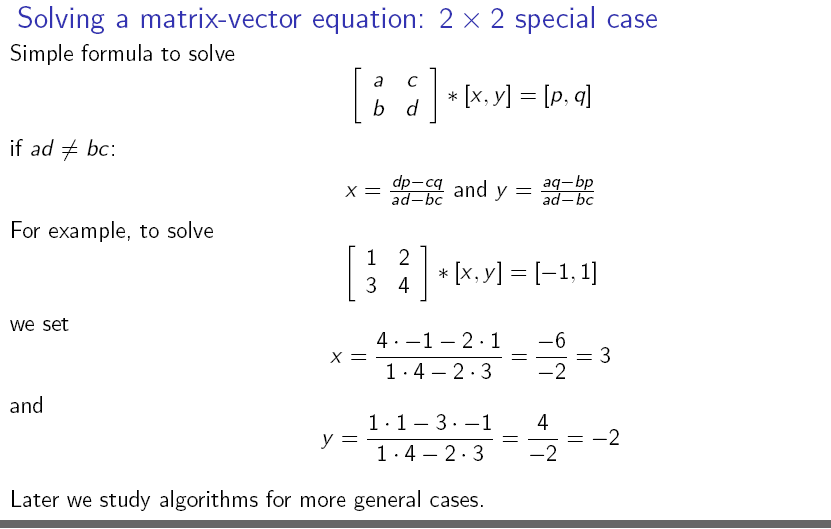 Solving a matrix-vector equation: 2 × 2 special case
Simple formula to solve
[ a c
b d ] * [x, y] = [p, q]
if ad ≠ bc:
x = dp−cq / ad−bc and y = aq−bp / ad−bc
For example, to solve
[ 1 2
3 4 ] * [x, y] = [−1, 1]
we set
x = 4 · −1 − 2 · 1 / 1 · 4 − 2 · 3 = −6 / −2 = 3
and
y = 1 · 1 − 3 · −1 / 1 · 4 − 2 · 3 = 4 / −2 = −2
Later we study algorithms for more general cases.